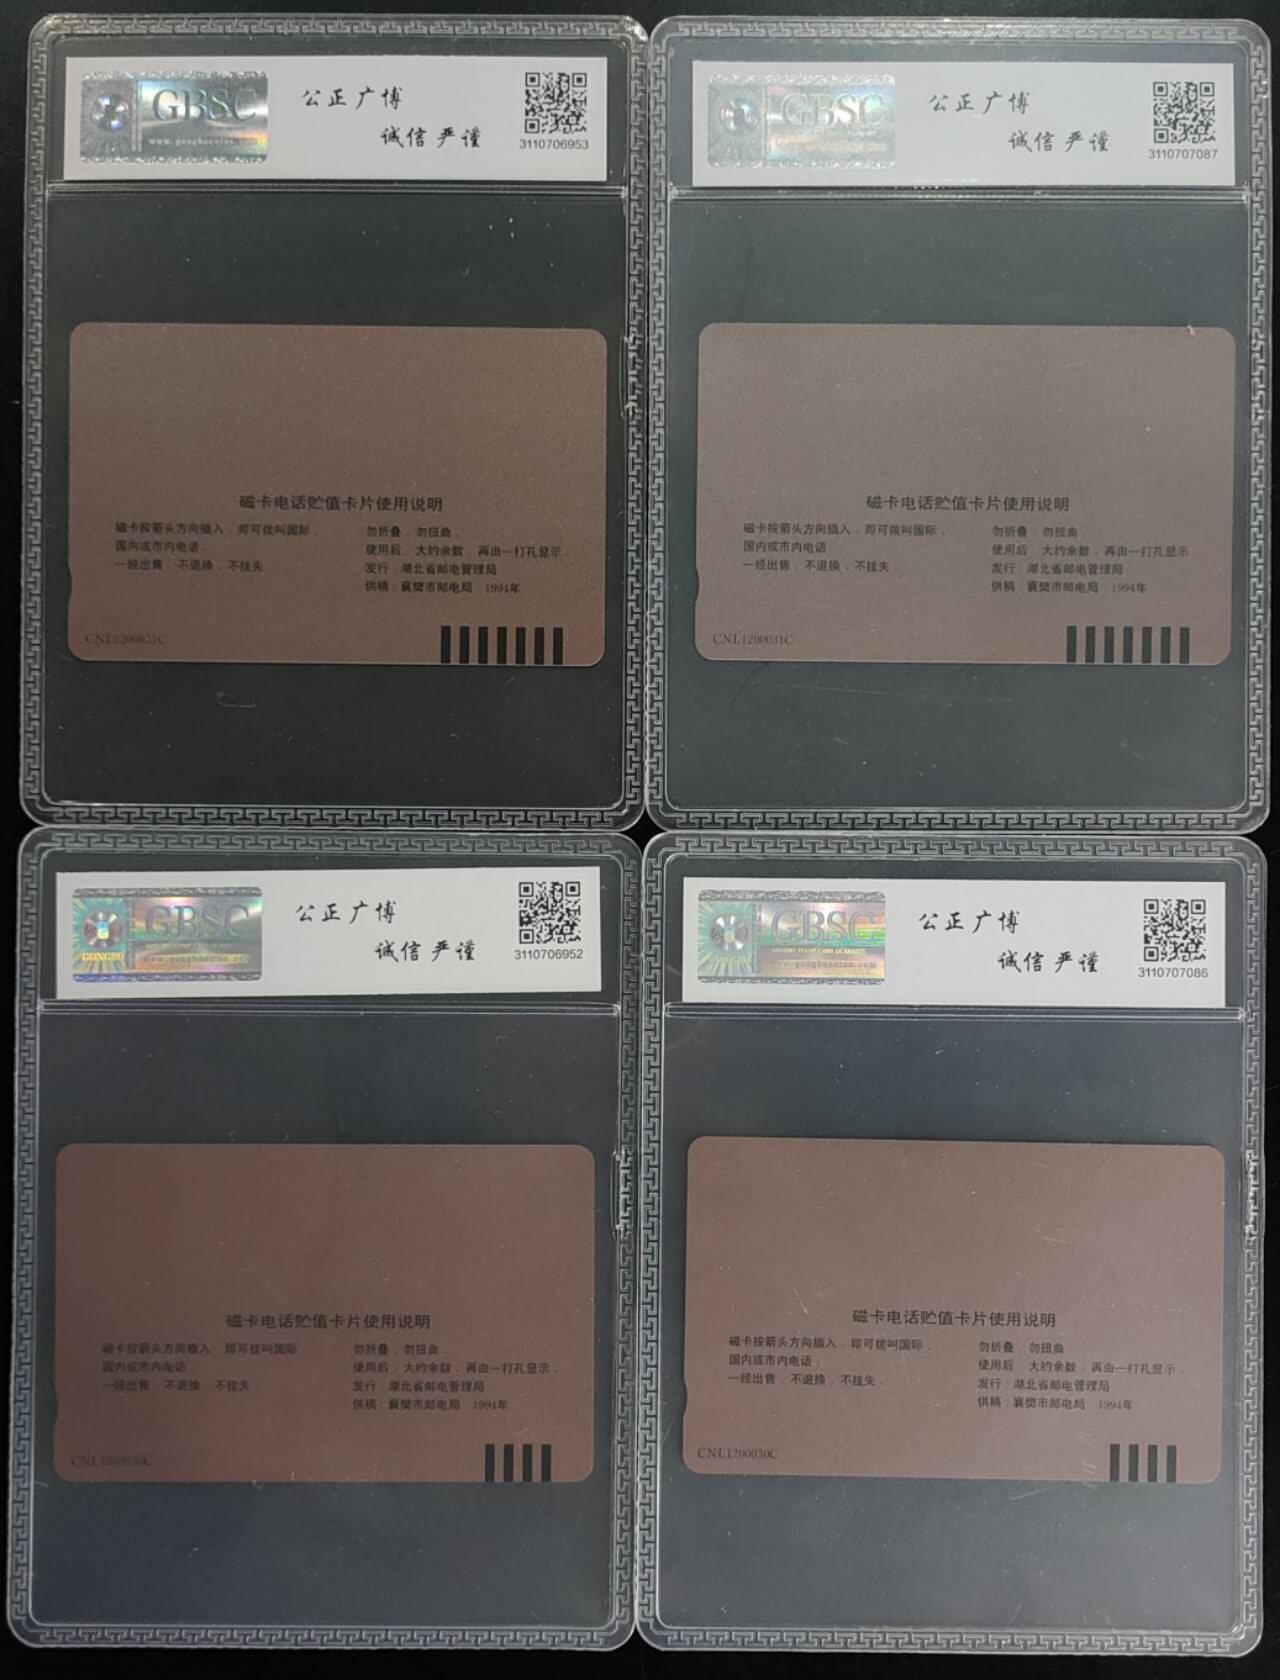 GBSC
www.gongbocoins.com
公正广博
诚信严谨
3110706953
磁卡电话贮值卡片使用说明
磁卡按箭头方向插入．即可拨叫国际．
国内或市内电话
一经出售．不退换．不挂失
勿折叠．勿扭曲．
使用后．大约余数．再由一打孔显示．
发行．湖北省邮电管理局
供稿．襄樊市邮电局 1994年
CNL1200031C
GBSC
公正广博
诚信严谨
3110707087
磁卡电话贮值卡片使用说明
磁卡按箭头方向插入．即可拨叫国际．
国内或市内电话
一经出售．不退换．不挂失
勿折叠 勿扭曲
使用后 大约余数．再由一打孔显示
发行．湖北省邮电管理局
供稿 襄樊市邮电局 1994年
CNL1200031C
GBSC
GONGBO
www.gongbocoins.com
公正广博
诚信严谨
3110706952
磁卡电话贮值卡片使用说明
磁卡按箭头方向插入．即可拨叫国际．
国内或市内电话
一经出售．不退换 不挂失
勿折叠．勿扭曲
使用后．大约余数．再由一打孔显示．
发行．湖北省邮电管理局
供稿．襄樊市邮电局 1994年
CNL1200030C
GBSC
GONGBO STAMP CARD GUARANTY
www.gongbocoins.com
公正广博
诚信严谨
3110707086
磁卡电话贮值卡片使用说明
磁卡按箭头方向插入．即可拨叫国际．
国内或市内电话
一经出售．不退换．不挂失．
勿折叠．勿扭曲
使用后．大约余数．再由一打孔显示．
发行．湖北省邮电管理局
供稿．襄樊市邮电局 1994年
CNL1200030C